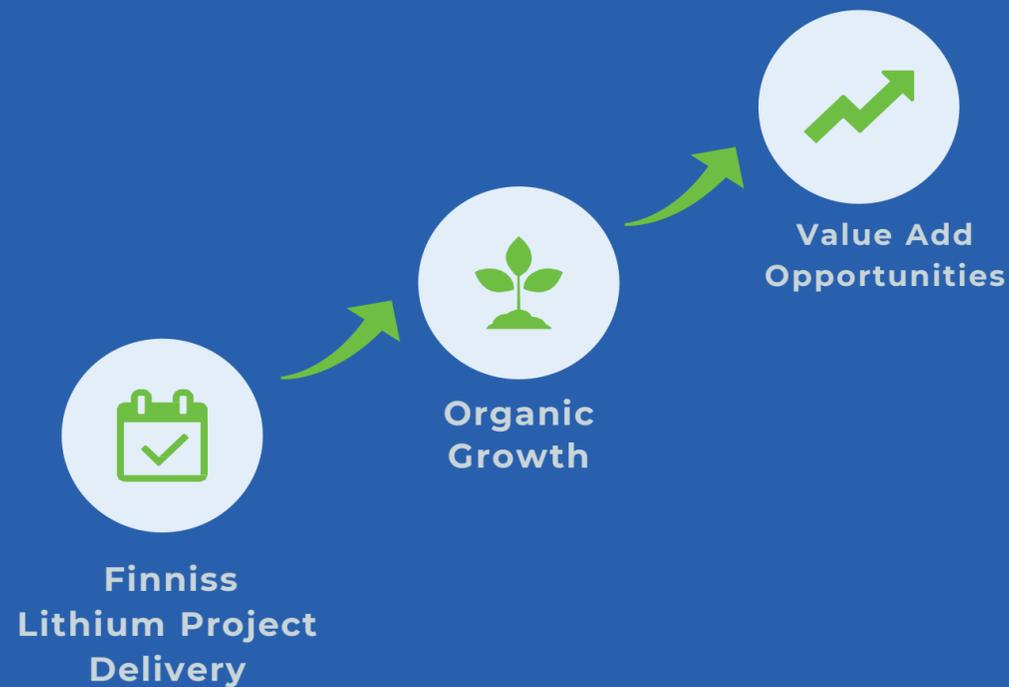 Value Add
Opportunities
Organic
Growth
Finniss
Lithium Project
Delivery